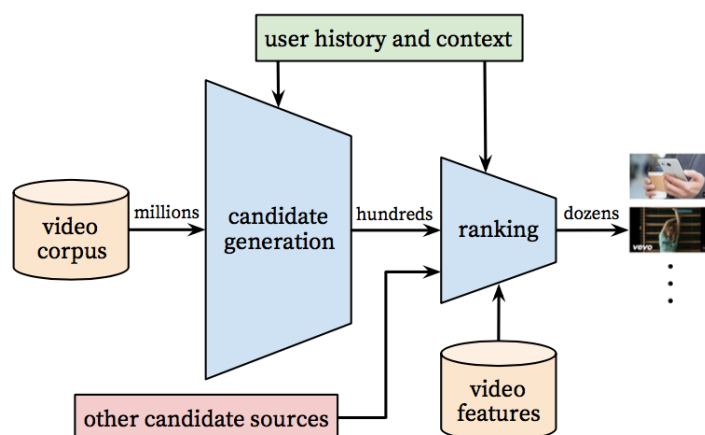 user history and context
video
corpus
millions
candidate
generation
hundreds
ranking
dozens
vevo
other candidate sources
video
features